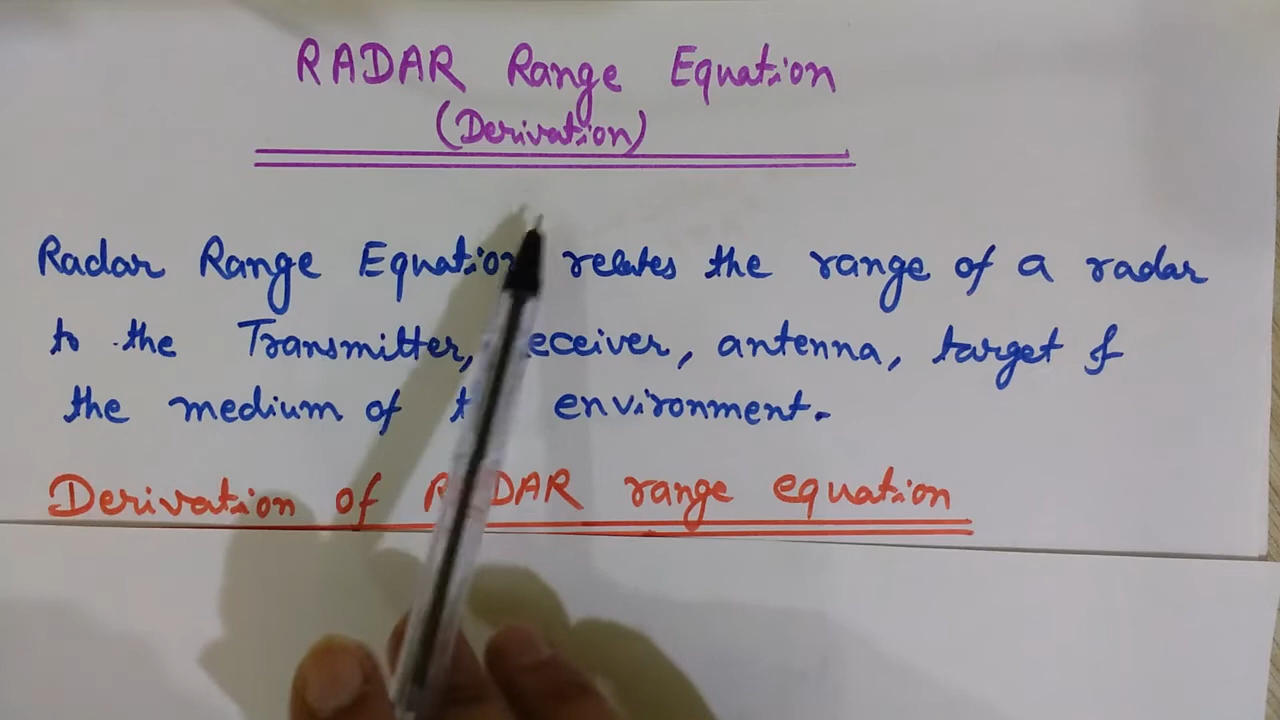 RADAR Range Equation
(Derivation)
Radar Range Equation relates the range of a radar
to the Transmitter, eceiver, antenna, target &
the medium of t environment.
Derivation of RADAR range equation